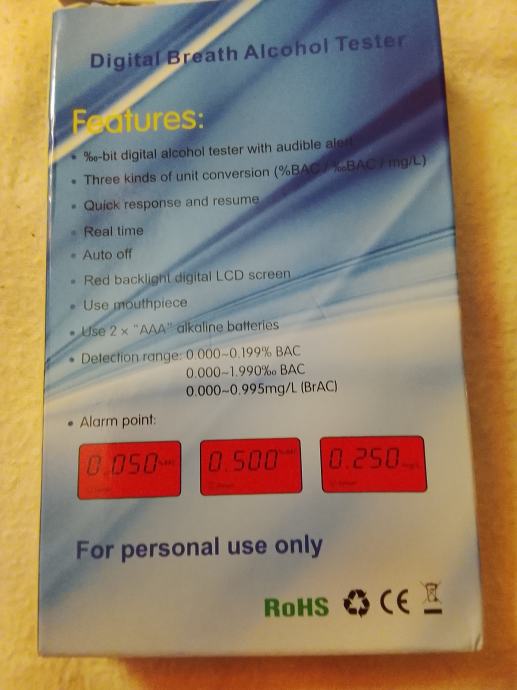 Digital Breath Alcohol Tester
Features:
• ‰-bit digital alcohol tester with audible alert
• Three kinds of unit conversion (%BAC / ‰BAC / mg/L)
• Quick response and resume
• Real time
• Auto off
• Red backlight digital LCD screen
• Use mouthpiece
• Use 2 × "AAA" alkaline batteries
• Detection range: 0.000~0.199% BAC
0.000~1.990‰ BAC
0.000~0.995mg/L (BrAC)
• Alarm point:
0.050 0.500 0.250
For personal use only
RoHS CE